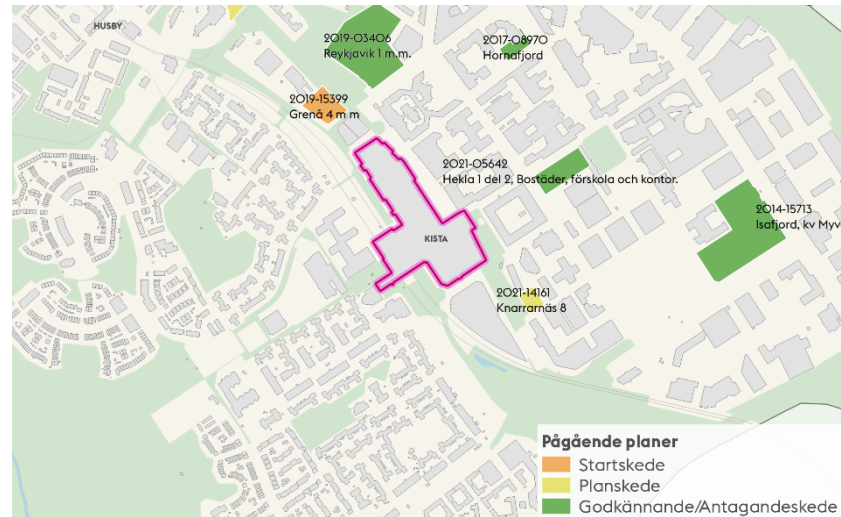 HUSBY
2019-03406
Reykjavik 1 m.m.
2017-08970
Hornafjord
2019-15399
Grenå 4 m m
2021-05642
Hekla 1 del 2, Bostäder, förskola och kontor.
2014-15713
Isafjord, kv Myv
KISTA
2021-14161
Knarrarnäs 8
Pågående planer
Startskede
Planskede
Godkännande/Antagandeskede